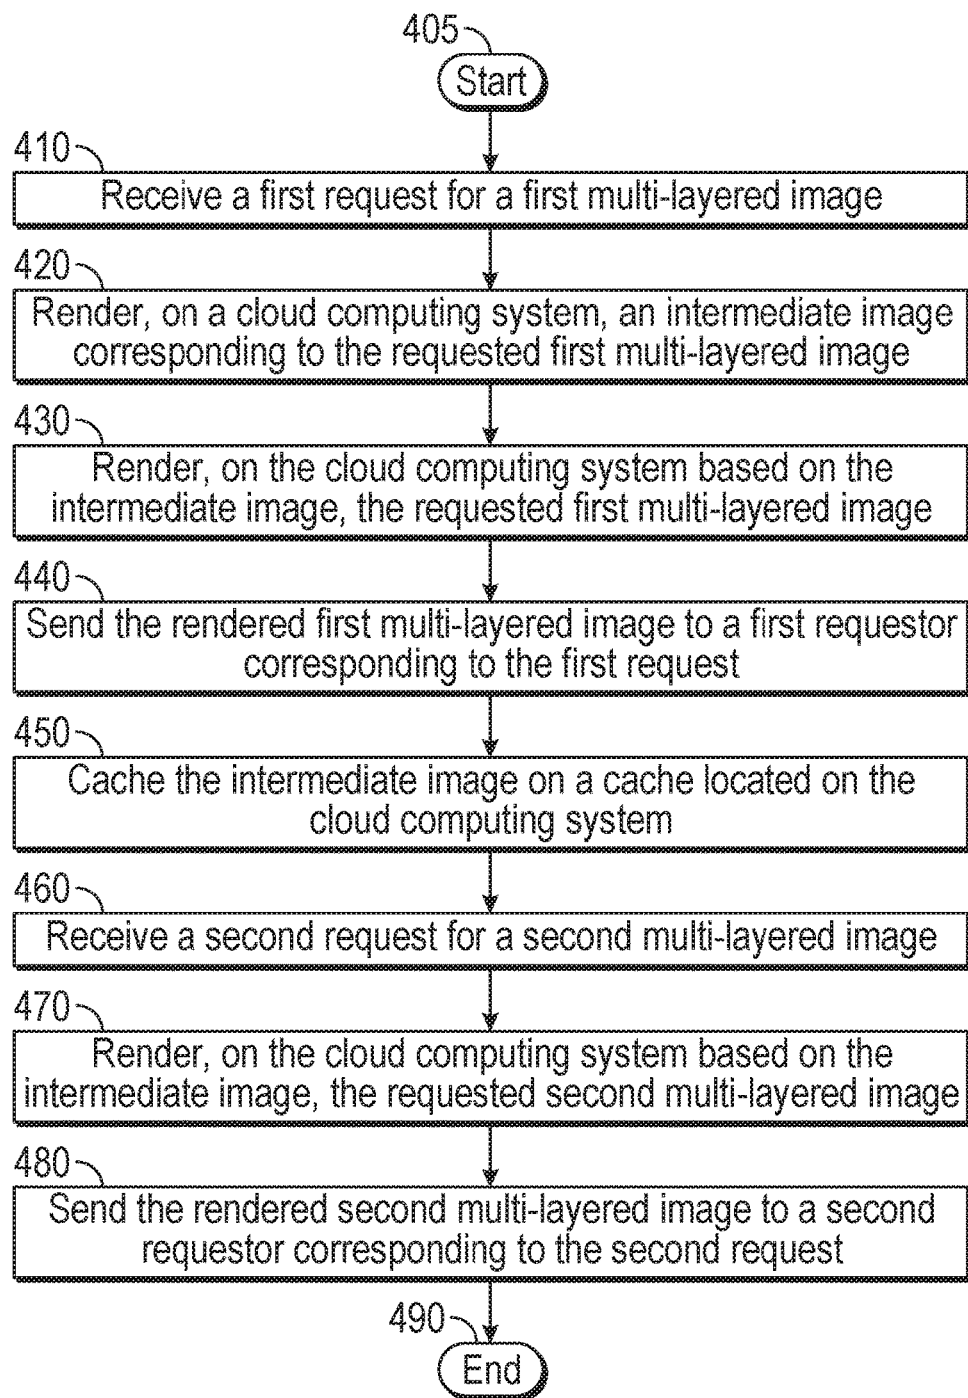 405
Start
410
Receive a first request for a first multi-layered image
420
Render, on a cloud computing system, an intermediate image
corresponding to the requested first multi-layered image
430
Render, on the cloud computing system based on the
intermediate image, the requested first multi-layered image
440
Send the rendered first multi-layered image to a first requestor
corresponding to the first request
450
Cache the intermediate image on a cache located on the
cloud computing system
460
Receive a second request for a second multi-layered image
470
Render, on the cloud computing system based on the
intermediate image, the requested second multi-layered image
480
Send the rendered second multi-layered image to a second
requestor corresponding to the second request
490
End